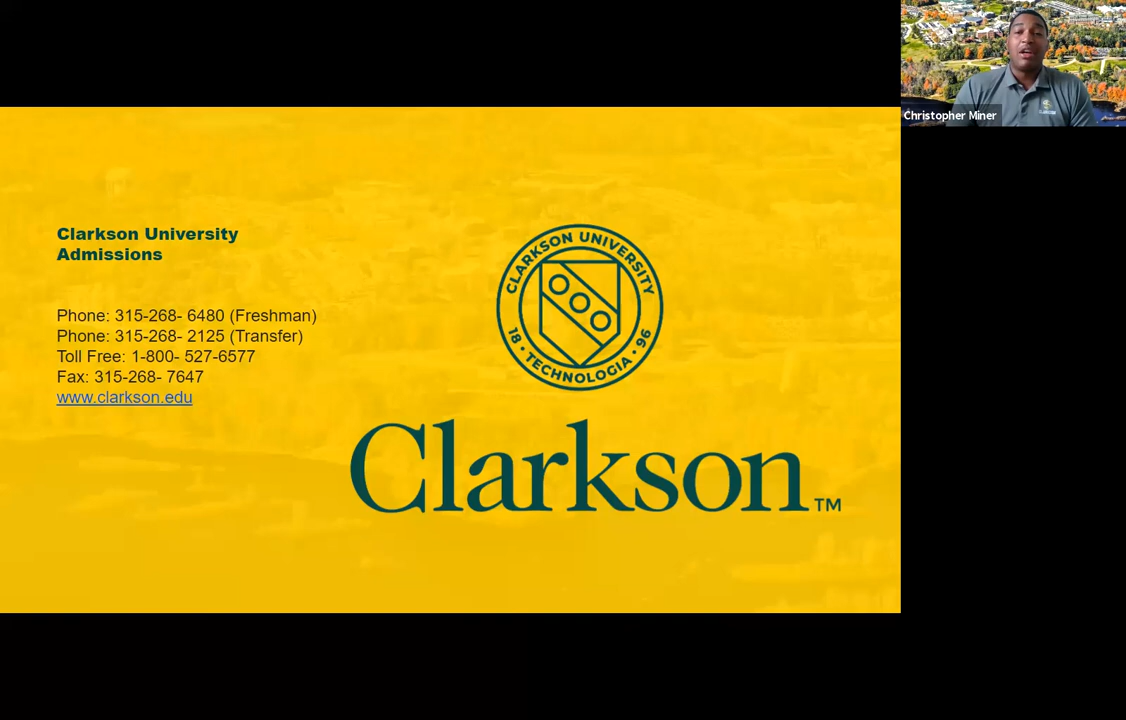 Christopher Miner
Clarkson University
Admissions
Phone: 315-268- 6480 (Freshman)
Phone: 315-268- 2125 (Transfer)
Toll Free: 1-800- 527-6577
Fax: 315-268- 7647
www.clarkson.edu
CLARKSON UNIVERSITY
18 • TECHNOLOGIA • 96
Clarkson™